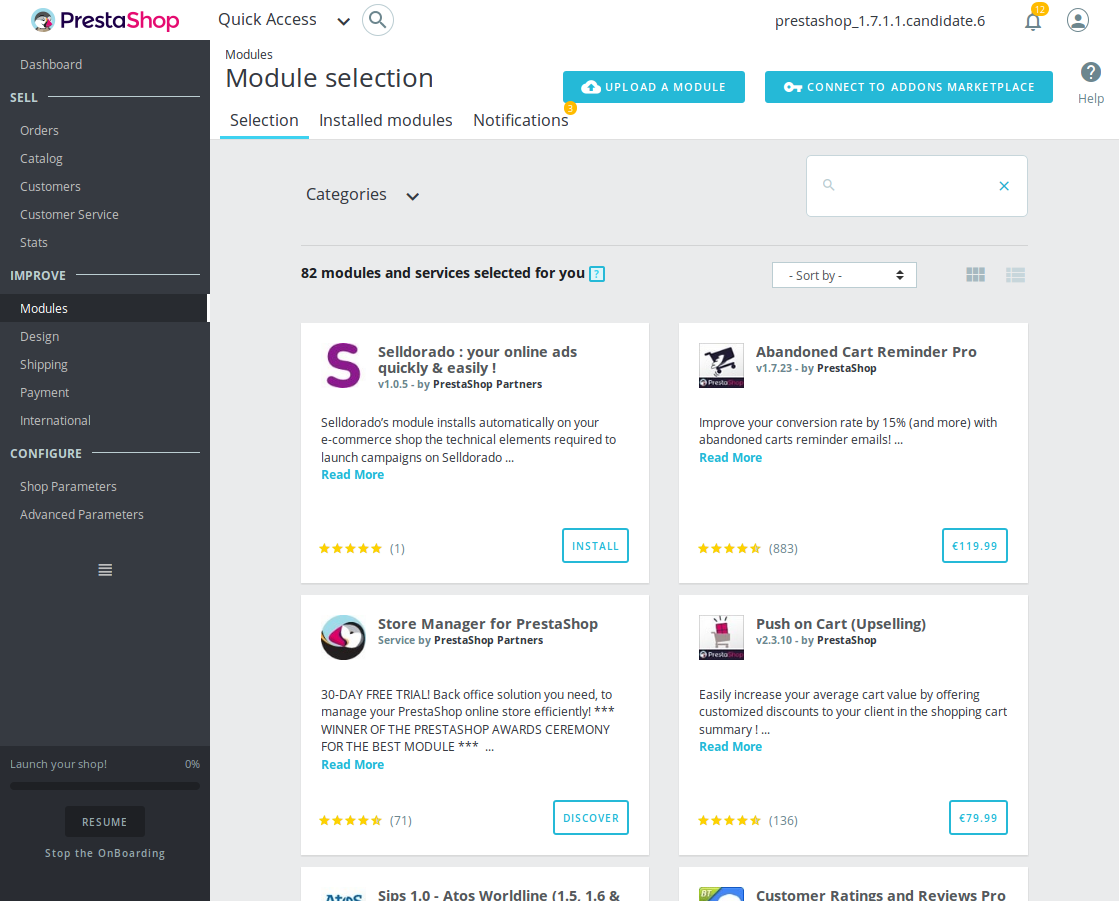 PrestaShop
Quick Access
prestashop_1.7.1.1.candidate.6
12
Dashboard
SELL
Orders
Catalog
Customers
Customer Service
Stats
IMPROVE
Modules
Design
Shipping
Payment
International
CONFIGURE
Shop Parameters
Advanced Parameters
Launch your shop! 0%
RESUME
Stop the OnBoarding
Modules
Module selection
UPLOAD A MODULE
CONNECT TO ADDONS MARKETPLACE
?
Help
Selection
Installed modules
Notifications
3
Categories
82 modules and services selected for you ?
- Sort by -
S
Selldorado : your online ads
quickly & easily !
v1.0.5 - by PrestaShop Partners
Selldorado’s module installs automatically on your
e-commerce shop the technical elements required to
launch campaigns on Selldorado ...
Read More
(1)
INSTALL
PrestaShop
Abandoned Cart Reminder Pro
v1.7.23 - by PrestaShop
Improve your conversion rate by 15% (and more) with
abandoned carts reminder emails! ...
Read More
(883)
€119.99
Store Manager for PrestaShop
Service by PrestaShop Partners
30-DAY FREE TRIAL! Back office solution you need, to
manage your PrestaShop online store efficiently! ***
WINNER OF THE PRESTASHOP AWARDS CEREMONY
FOR THE BEST MODULE *** ...
Read More
(71)
DISCOVER
PrestaShop
Push on Cart (Upselling)
v2.3.10 - by PrestaShop
Easily increase your average cart value by offering
customized discounts to your client in the shopping cart
summary ! ...
Read More
(136)
€79.99
Atos
Sips 1.0 - Atos Worldline (1.5, 1.6 &
BT
Customer Ratings and Reviews Pro